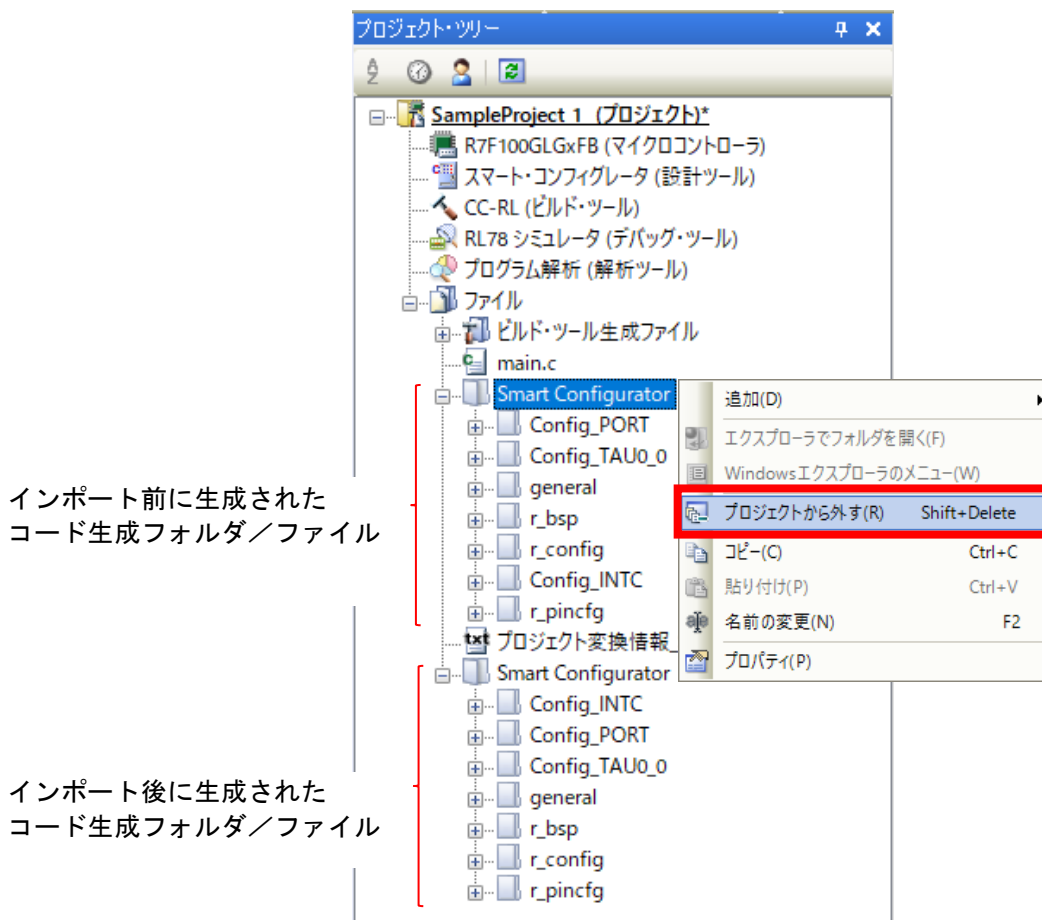 プロジェクト・ツリー
SampleProject 1 (プロジェクト)*
R7F100GLGxFB (マイクロコントローラ)
スマート・コンフィグレータ (設計ツール)
CC-RL (ビルド・ツール)
RL78 シミュレータ (デバッグ・ツール)
プログラム解析 (解析ツール)
ファイル
ビルド・ツール生成ファイル
main.c
Smart Configurator
Config_PORT
Config_TAU0_0
general
r_bsp
r_config
Config_INTC
r_pincfg
プロジェクト変換情報_
Smart Configurator
Config_INTC
Config_PORT
Config_TAU0_0
general
r_bsp
r_config
r_pincfg
追加(D)
エクスプローラでフォルダを開く(F)
Windowsエクスプローラのメニュー(W)
プロジェクトから外す(R) Shift+Delete
コピー(C) Ctrl+C
貼り付け(P) Ctrl+V
名前の変更(N) F2
プロパティ(P)
インポート前に生成された
コード生成フォルダ／ファイル
インポート後に生成された
コード生成フォルダ／ファイル